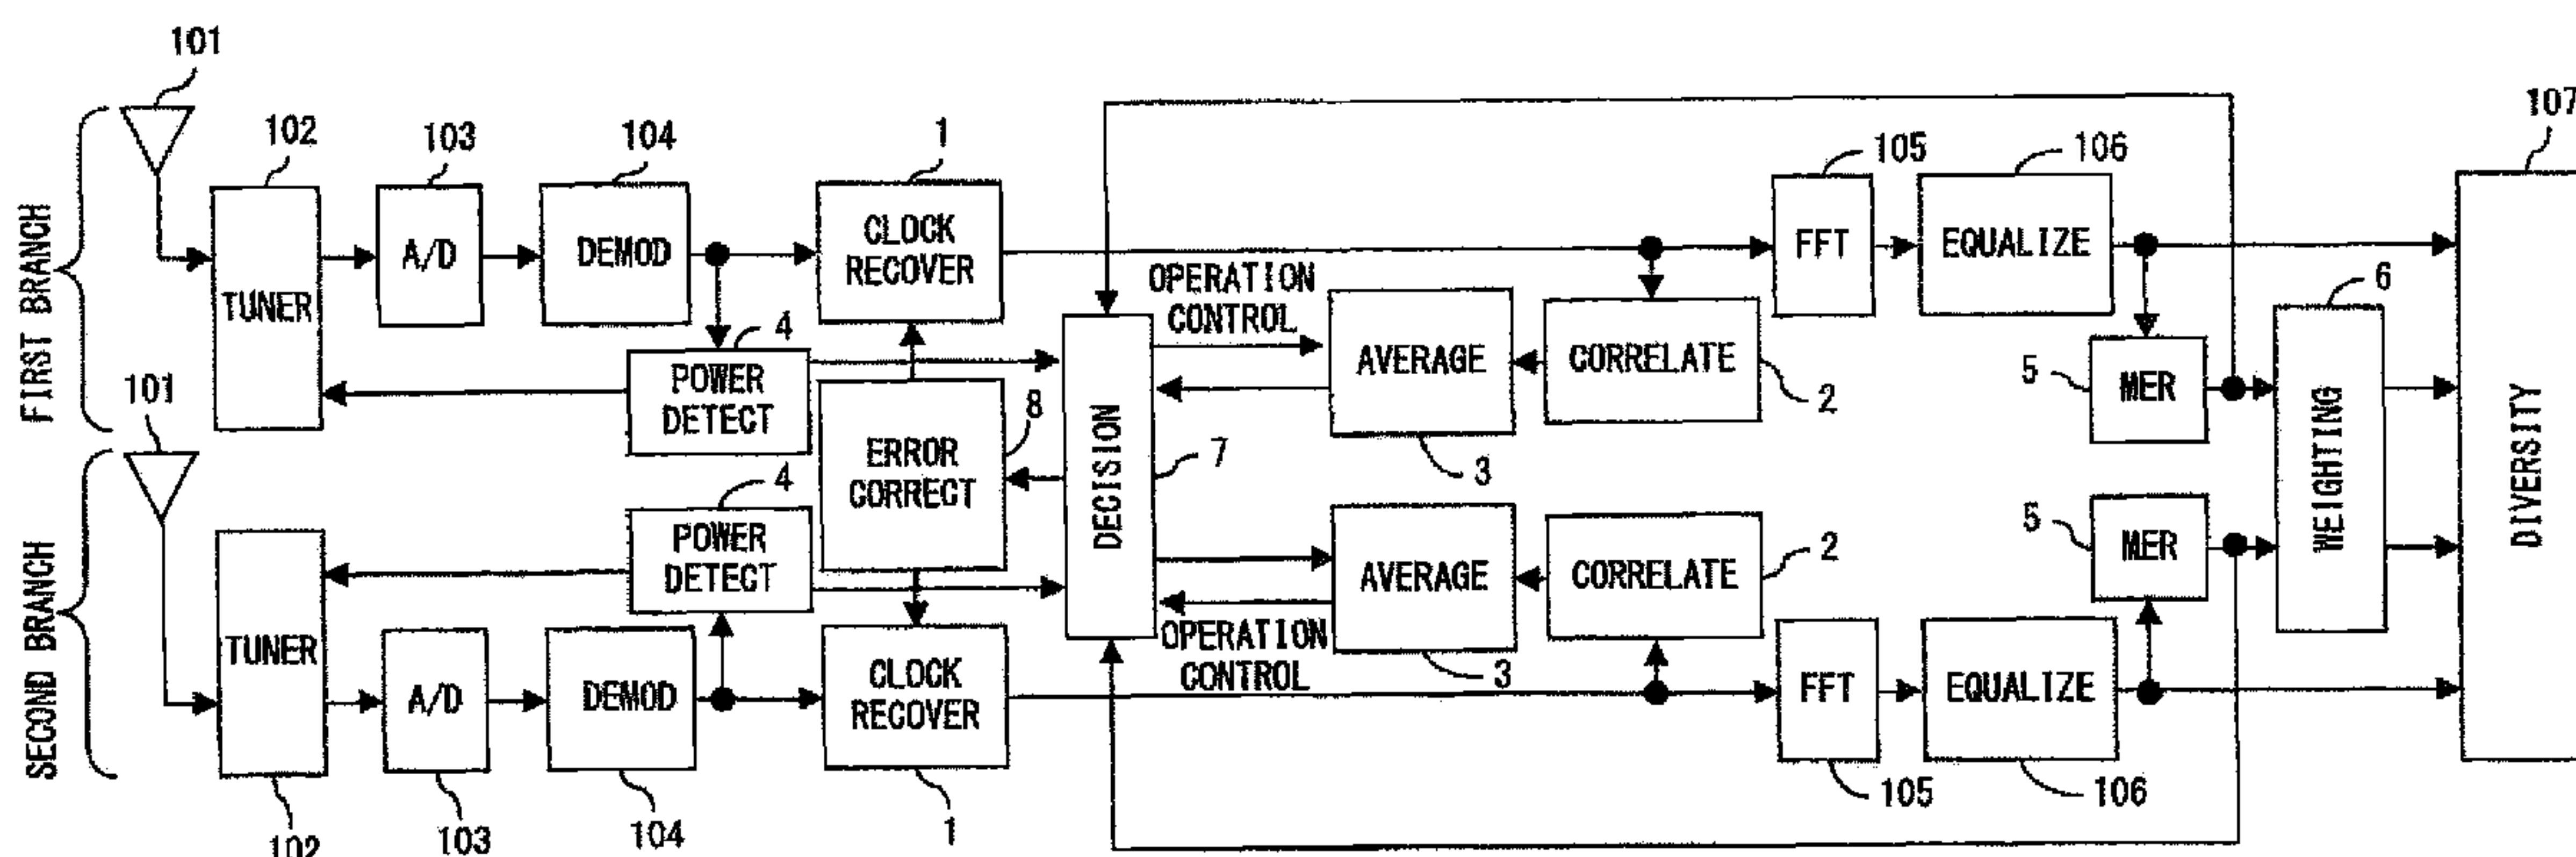 101
102
103
104
1
105
106
107
FIRST BRANCH
TUNER
A/D
DEMOD
CLOCK
RECOVER
OPERATION
CONTROL
FFT
EQUALIZE
6
4
POWER
DETECT
AVERAGE
CORRELATE
5
MER
2
3
101
8
ERROR
CORRECT
DECISION
7
WEIGHTING
DIVERSITY
4
POWER
DETECT
AVERAGE
CORRELATE
2
5
MER
SECOND BRANCH
TUNER
A/D
DEMOD
CLOCK
RECOVER
OPERATION
CONTROL
3
FFT
EQUALIZE
102
103
104
1
105
106